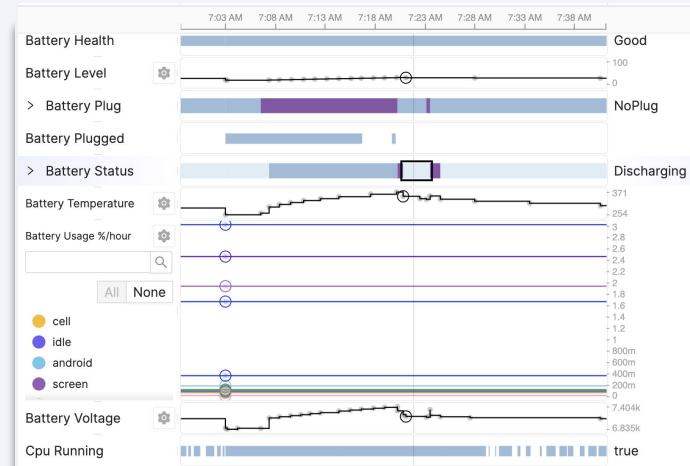 7:03 AM 7:08 AM 7:13 AM 7:18 AM 7:23 AM 7:28 AM 7:33 AM 7:38 AM
Battery Health Good
Battery Level 100
0
> Battery Plug NoPlug
Battery Plugged
> Battery Status Discharging
Battery Temperature 371
254
Battery Usage %/hour 3
2.8
2.6
2.4
2.2
All None 2
1.8
1.6
cell 1.4
idle 1.2
1
android 800m
600m
screen 400m
200m
0
Battery Voltage 7.404k
6.835k
Cpu Running true